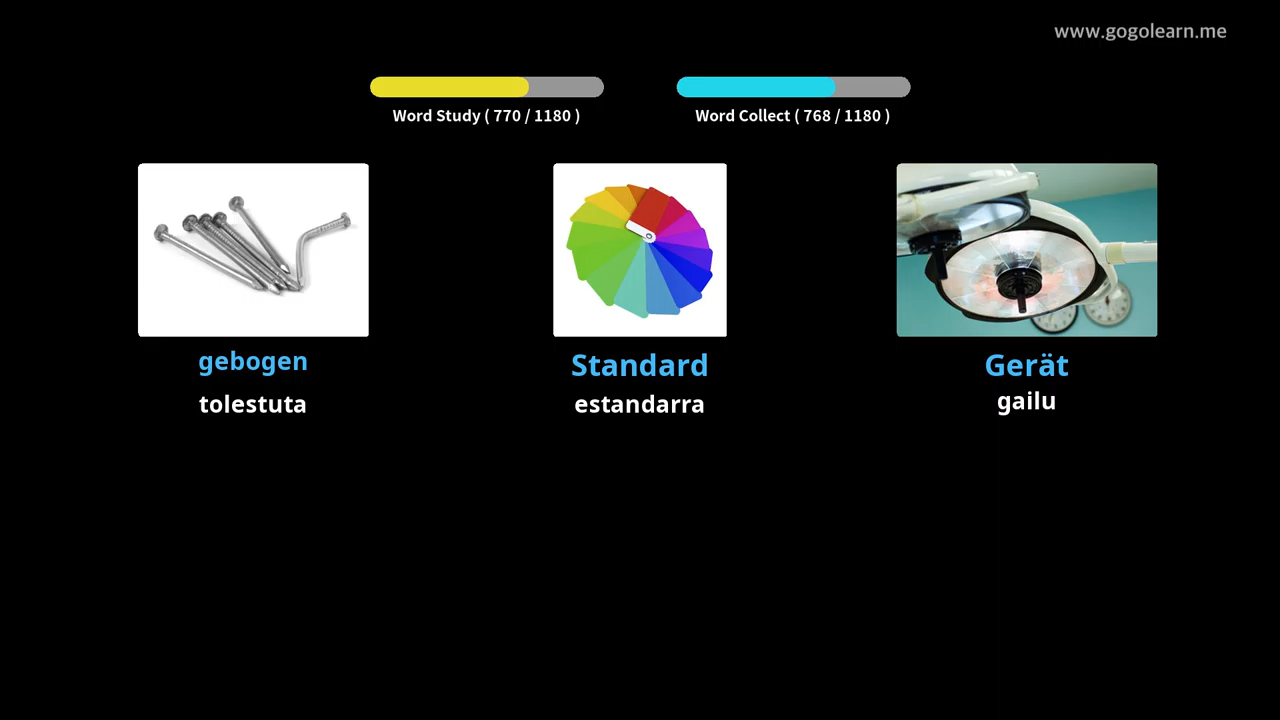 www.gogolearn.me
Word Study ( 770 / 1180 )
Word Collect ( 768 / 1180 )
gebogen
Standard
Gerät
tolestuta
estandarra
gailu